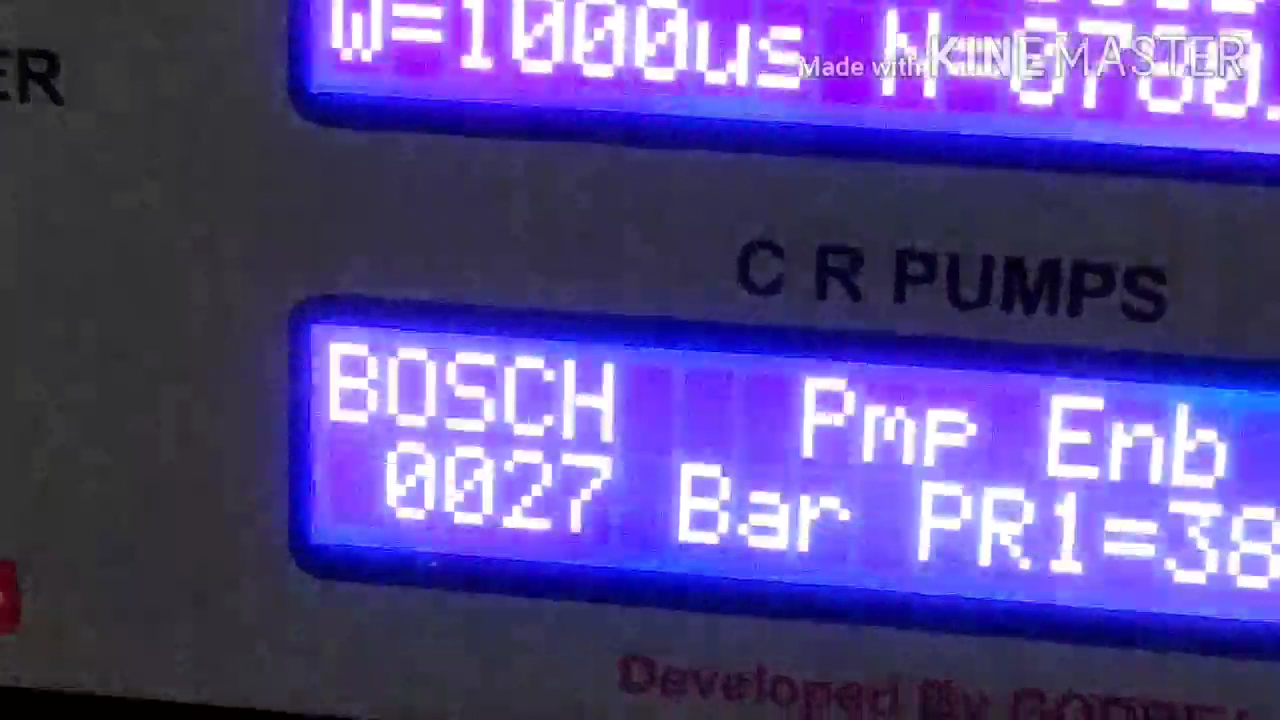 W=1000us
Made with KINEMASTER
ER
C R PUMPS
BOSCH Pmp Enb
0027 Bar PR1=38
Developed By